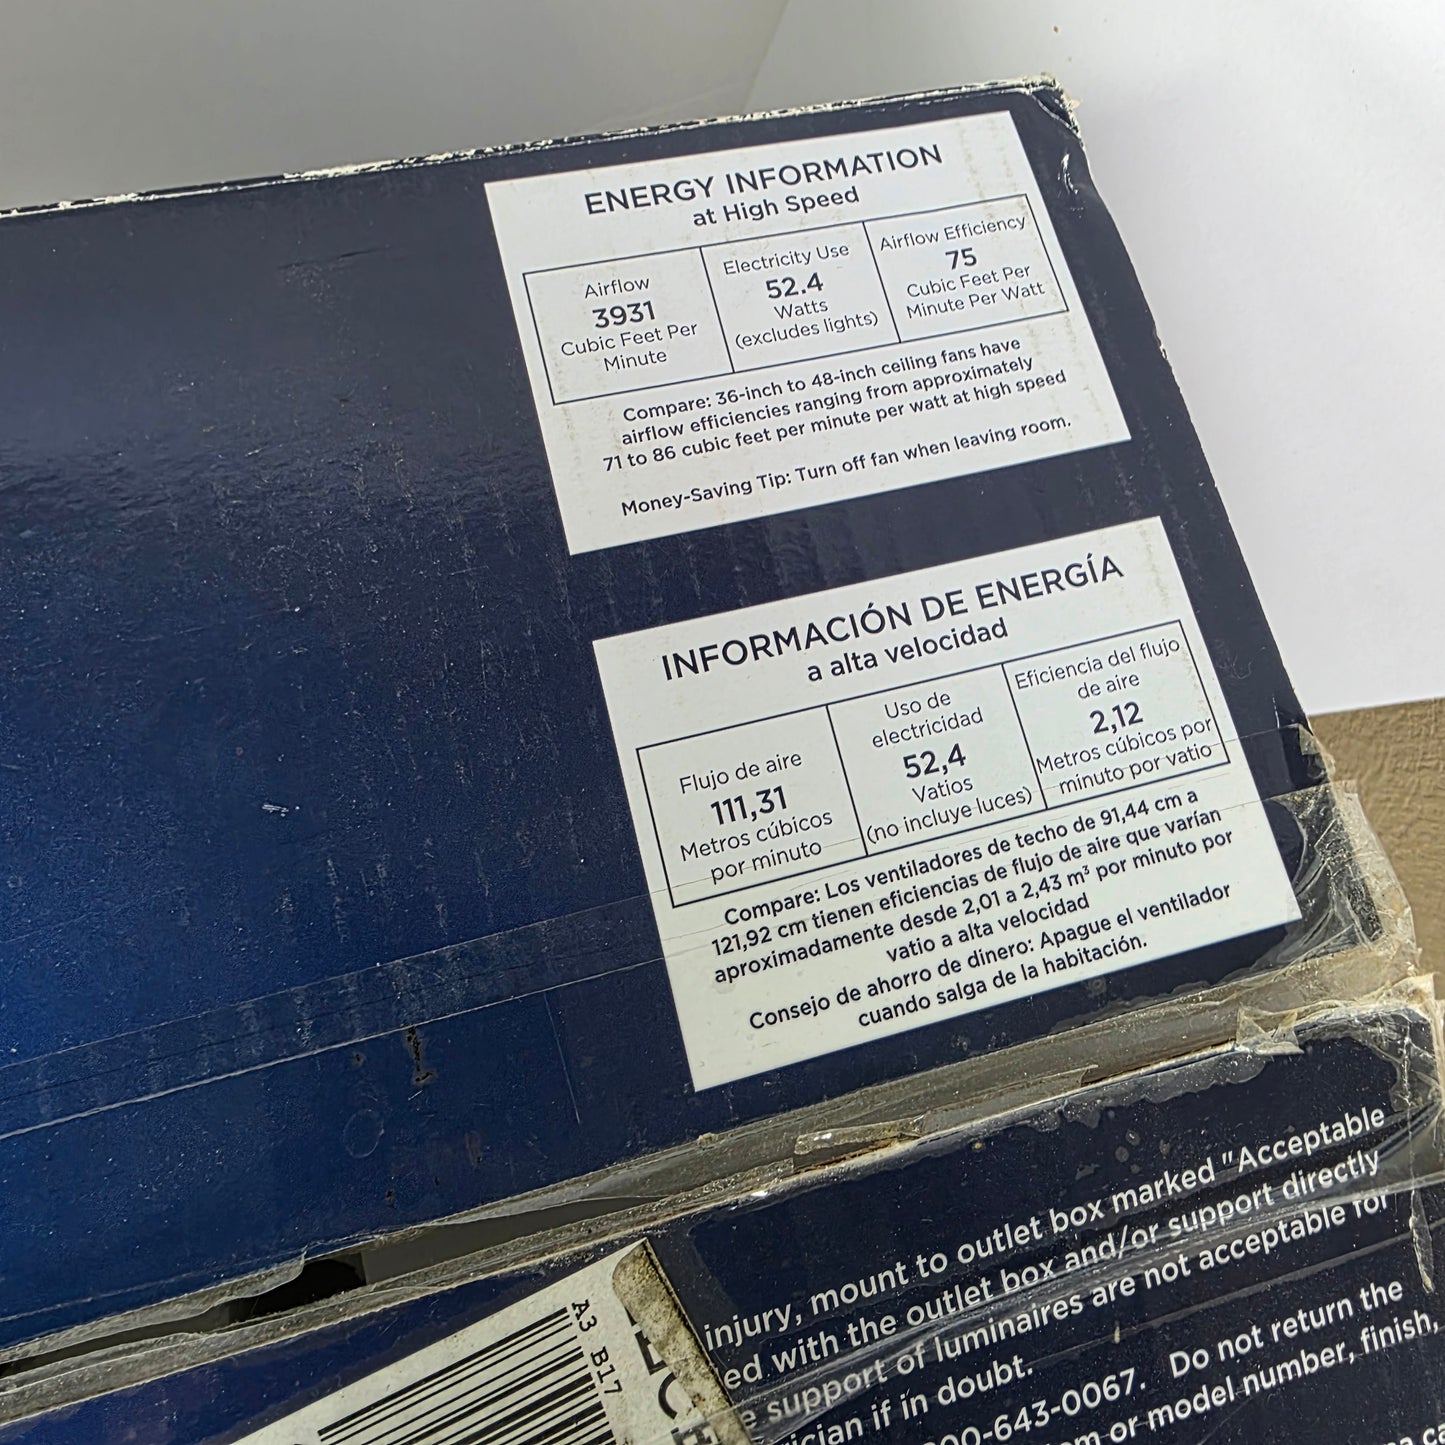 ENERGY INFORMATION
at High Speed
Airflow
3931
Cubic Feet Per
Minute
Electricity Use
52.4
Watts
(excludes lights)
Airflow Efficiency
75
Cubic Feet Per
Minute Per Watt
Compare: 36-inch to 48-inch ceiling fans have
airflow efficiencies ranging from approximately
71 to 86 cubic feet per minute per watt at high speed
Money-Saving Tip: Turn off fan when leaving room.
INFORMACIÓN DE ENERGÍA
a alta velocidad
Flujo de aire
111,31
Metros cúbicos
por minuto
Uso de
electricidad
52,4
Vatios
(no incluye luces)
Eficiencia del flujo
de aire
2,12
Metros cúbicos por
minuto por vatio
Compare: Los ventiladores de techo de 91,44 cm a
121,92 cm tienen eficiencias de flujo de aire que varían
aproximadamente desde 2,01 a 2,43 m³ por minuto por
vatio a alta velocidad
Consejo de ahorro de dinero: Apague el ventilador
cuando salga de la habitación.
injury, mount to outlet box marked "Acceptable
ed with the outlet box and/or support directly
support of luminaires are not acceptable for
ician if in doubt.
00-643-0067. Do not return the
or model number, finish,
A3 B17